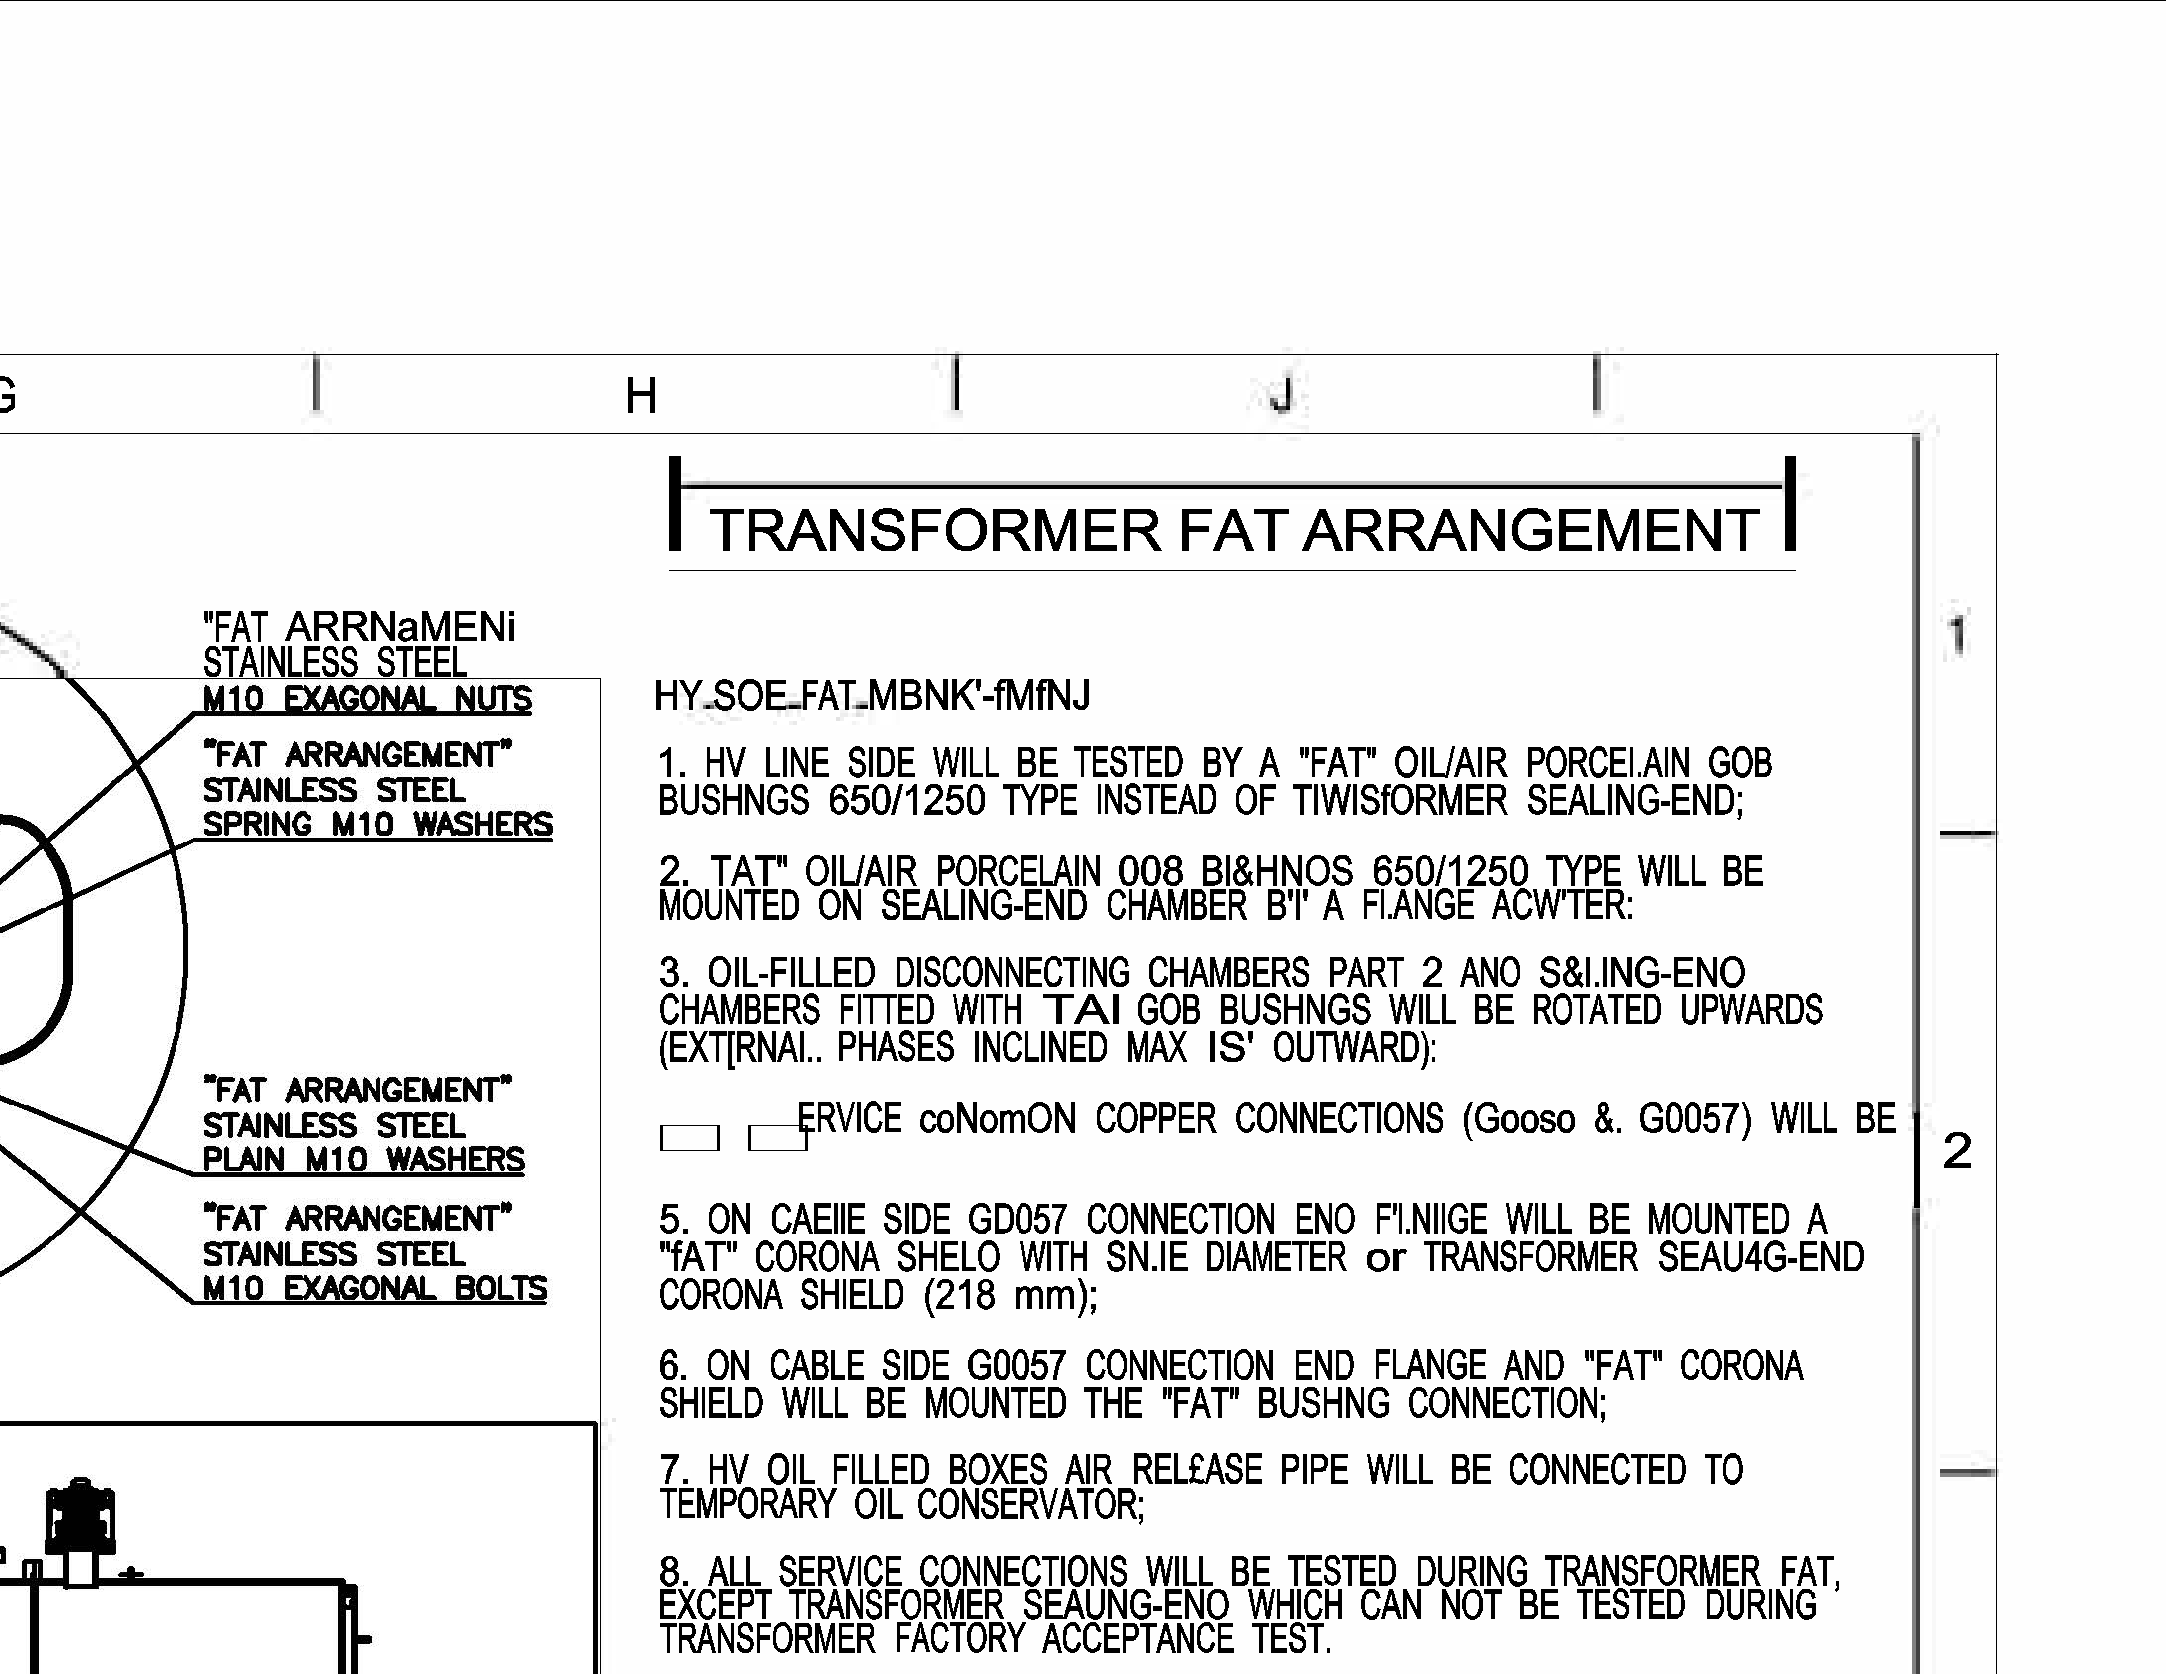 G
H
J
TRANSFORMER FAT ARRANGEMENT
1
"FAT ARRNaMENi
STAINLESS STEEL
M10 EXAGONAL NUTS
"FAT ARRANGEMENT"
STAINLESS STEEL
SPRING M10 WASHERS
"FAT ARRANGEMENT"
STAINLESS STEEL
PLAIN M10 WASHERS
"FAT ARRANGEMENT"
STAINLESS STEEL
M10 EXAGONAL BOLTS
HY-SOE-FAT-MBNK'-fMfNJ
1. HV LINE SIDE WILL BE TESTED BY A "FAT" OIL/AIR PORCEI.AIN GOB
BUSHNGS 650/1250 TYPE INSTEAD OF TIWISfORMER SEALING-END;
2. TAT" OIL/AIR PORCELAIN 008 BI&HNOS 650/1250 TYPE WILL BE
MOUNTED ON SEALING-END CHAMBER B'I' A FI.ANGE ACW'TER:
3. OIL-FILLED DISCONNECTING CHAMBERS PART 2 ANO S&I.ING-ENO
CHAMBERS FITTED WITH TAI GOB BUSHNGS WILL BE ROTATED UPWARDS
(EXT[RNAI.. PHASES INCLINED MAX IS' OUTWARD):
ERVICE coNomON COPPER CONNECTIONS (Gooso &. G0057) WILL BE
2
5. ON CAEIIE SIDE GD057 CONNECTION ENO F'I.NIIGE WILL BE MOUNTED A
"fAT" CORONA SHELO WITH SN.IE DIAMETER or TRANSFORMER SEAU4G-END
CORONA SHIELD (218 mm);
6. ON CABLE SIDE G0057 CONNECTION END FLANGE AND "FAT" CORONA
SHIELD WILL BE MOUNTED THE "FAT" BUSHNG CONNECTION;
7. HV OIL FILLED BOXES AIR REL£ASE PIPE WILL BE CONNECTED TO
TEMPORARY OIL CONSERVATOR;
8. ALL SERVICE CONNECTIONS WILL BE TESTED DURING TRANSFORMER FAT,
EXCEPT TRANSFORMER SEAUNG-ENO WHICH CAN NOT BE TESTED DURING
TRANSFORMER FACTORY ACCEPTANCE TEST.